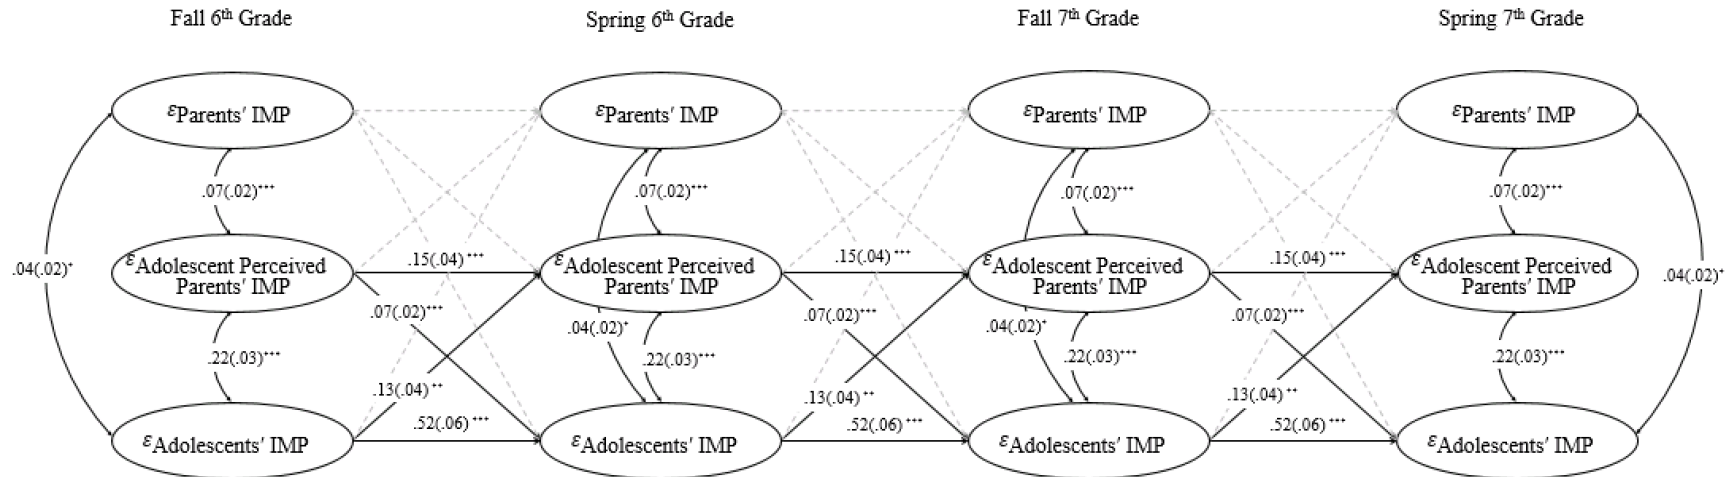 Fall 6th Grade
Spring 6th Grade
Fall 7th Grade
Spring 7th Grade
εParents' IMP
εParents' IMP
εParents' IMP
εParents' IMP
.07(.02)+++
.07(.02)+++
.07(.02)+++
.07(.02)+++
.04(.02)+
.15(.04) +++
.15(.04) +++
.15(.04) +++
.04(.02)+
εAdolescent Perceived
Parents' IMP
εAdolescent Perceived
Parents' IMP
εAdolescent Perceived
Parents' IMP
εAdolescent Perceived
Parents' IMP
.07(.02)+++
.04(.02)+
.07(.02)+++
.04(.02)+
.07(.02)+++
.22(.03)+++
.22(.03)+++
.22(.03)+++
.22(.03)+++
.13(.04) ++
.13(.04) ++
.13(.04) ++
.52(.06) +++
.52(.06) +++
.52(.06) +++
εAdolescents' IMP
εAdolescents' IMP
εAdolescents' IMP
εAdolescents' IMP